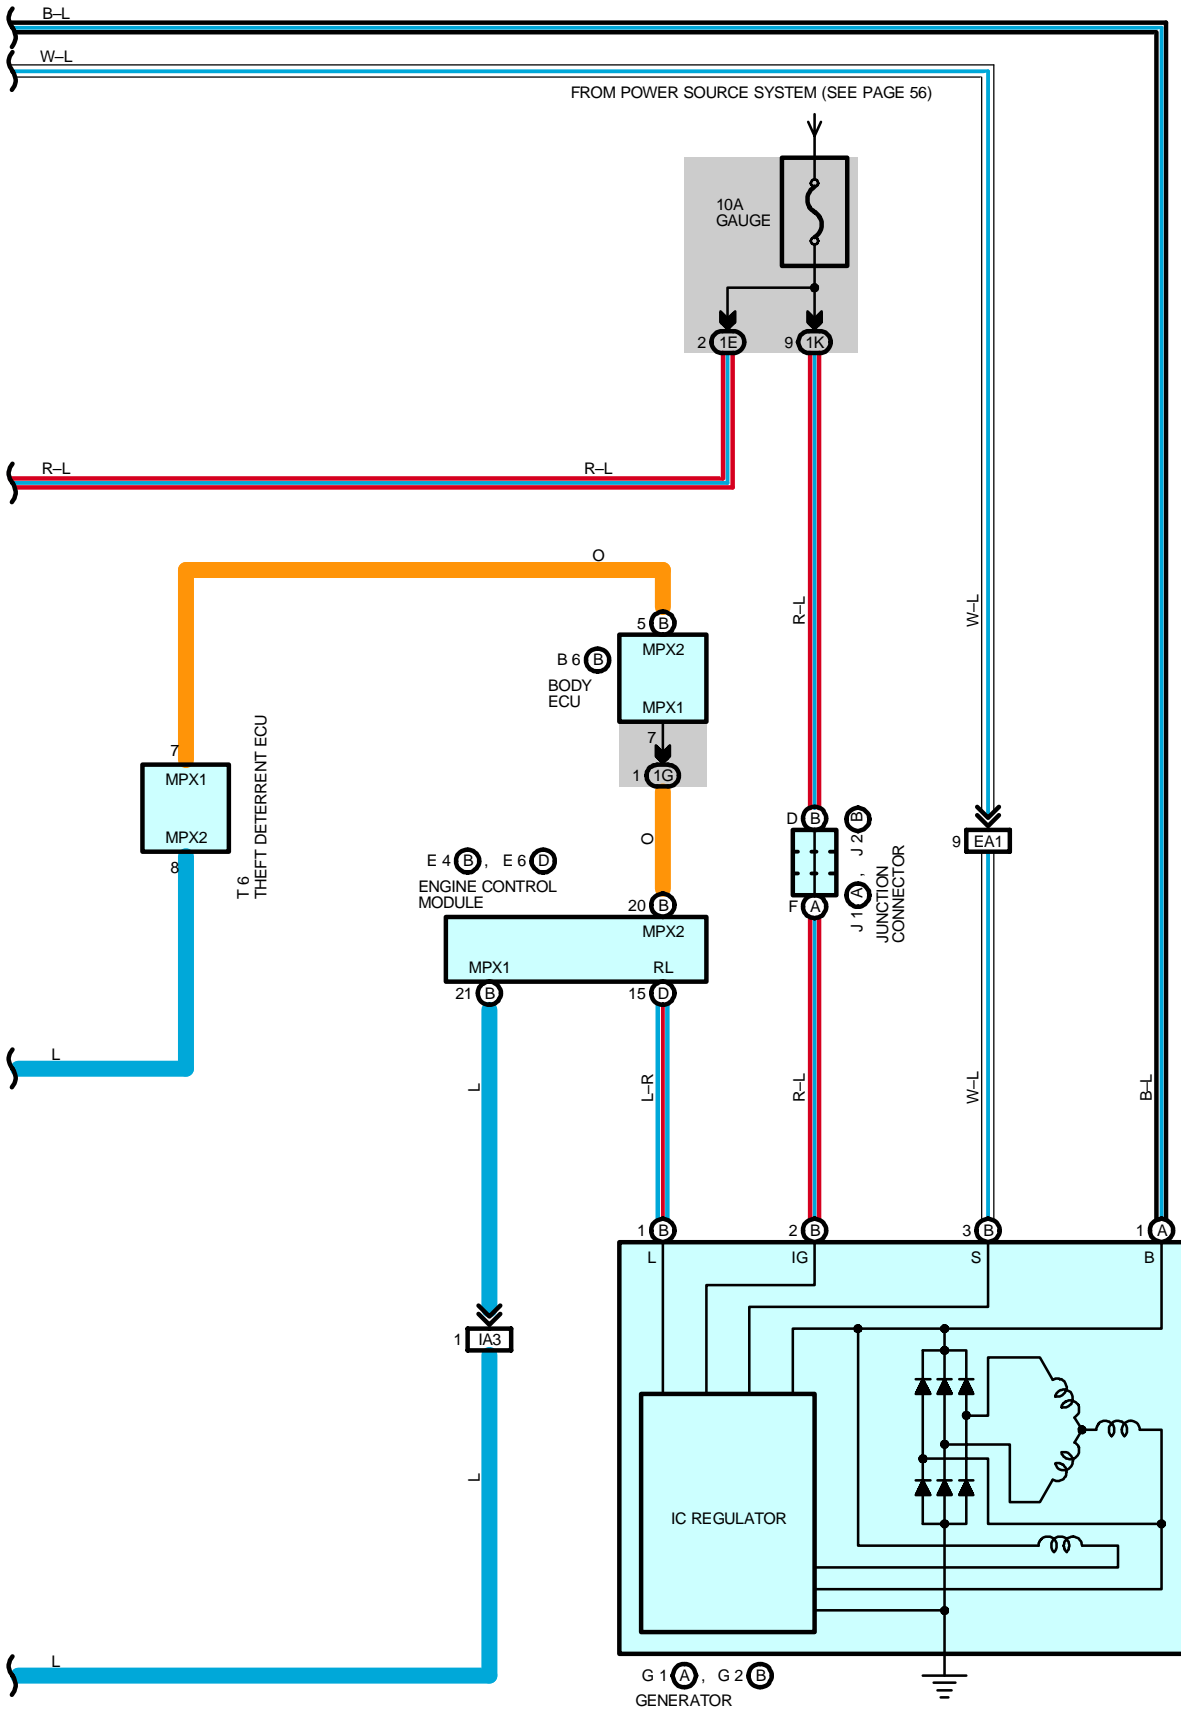 B–L
W–L
FROM POWER SOURCE SYSTEM (SEE PAGE 56)
10A
GAUGE
2 1E
9 1K
R–L
R–L
O
R–L
W–L
5 B
MPX2
B 6 B
BODY
ECU
MPX1
7
1 1G
7
MPX1
MPX2
8
T 6
THEFT DETERRENT ECU
O
D B
F A
J 1 A , J 2 B
JUNCTION
CONNECTOR
9 EA1
E 4 B , E 6 D
ENGINE CONTROL
MODULE
20 B
MPX2
MPX1
RL
21 B
15 D
L
L
L–R
R–L
W–L
B–L
1 B
2 B
3 B
1 A
L
IG
S
B
1 IA3
L
IC REGULATOR
L
G 1 A , G 2 B
GENERATOR